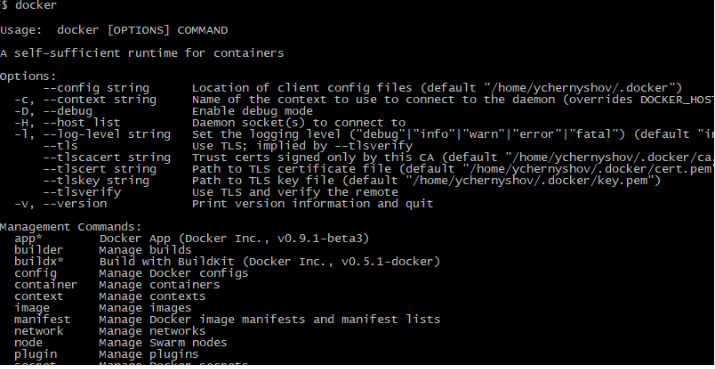 $ docker
Usage:  docker [OPTIONS] COMMAND
A self-sufficient runtime for containers
Options:
      --config string      Location of client config files (default "/home/ychernyshov/.docker")
  -c, --context string     Name of the context to use to connect to the daemon (overrides DOCKER_HOST
  -D, --debug              Enable debug mode
  -H, --host list          Daemon socket(s) to connect to
  -l, --log-level string   Set the logging level ("debug"|"info"|"warn"|"error"|"fatal") (default "in
      --tls                Use TLS; implied by --tlsverify
      --tlscacert string   Trust certs signed only by this CA (default "/home/ychernyshov/.docker/ca.
      --tlscert string     Path to TLS certificate file (default "/home/ychernyshov/.docker/cert.pem"
      --tlskey string      Path to TLS key file (default "/home/ychernyshov/.docker/key.pem")
      --tlsverify          Use TLS and verify the remote
  -v, --version            Print version information and quit
Management Commands:
  app*        Docker App (Docker Inc., v0.9.1-beta3)
  builder     Manage builds
  buildx*     Build with BuildKit (Docker Inc., v0.5.1-docker)
  config      Manage Docker configs
  container   Manage containers
  context     Manage contexts
  image       Manage images
  manifest    Manage Docker image manifests and manifest lists
  network     Manage networks
  node        Manage Swarm nodes
  plugin      Manage plugins
  secret      Manage Docker secrets